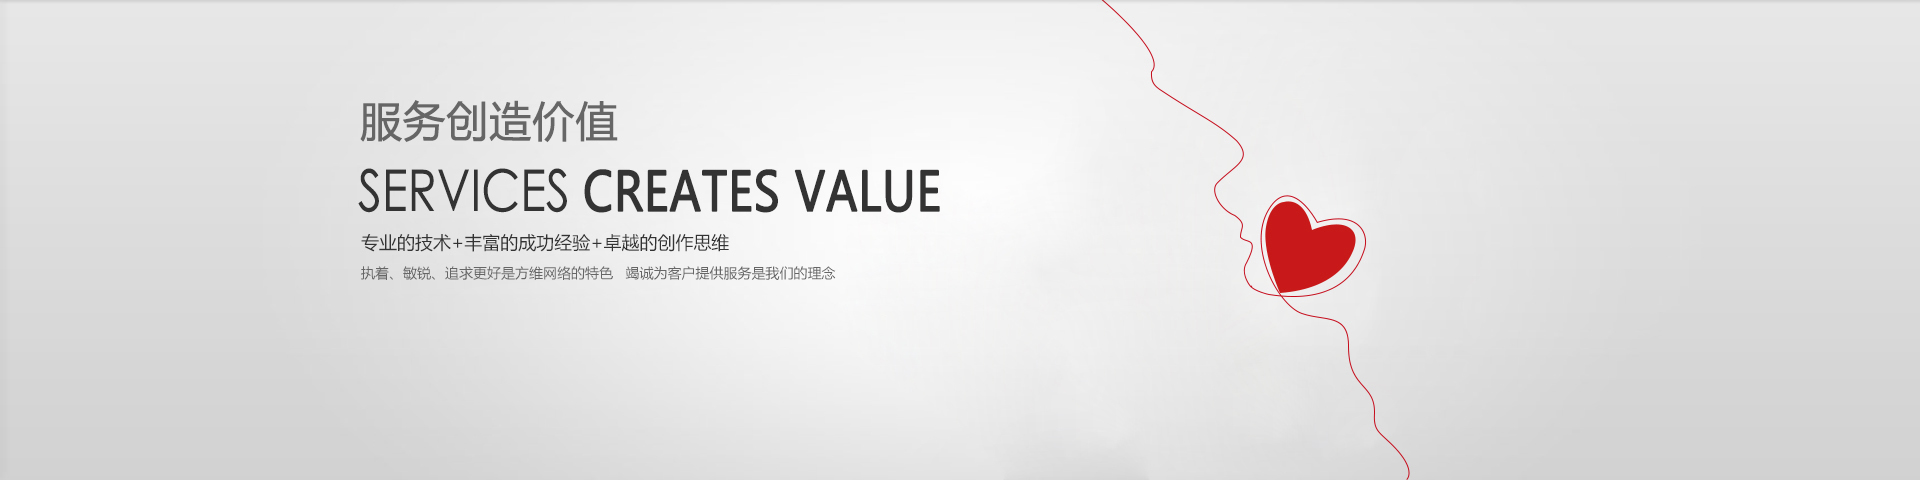 服务创造价值
SERVICES CREATES VALUE
专业的技术+丰富的成功经验+卓越的创作思维
执着、敏锐、追求更好是方维网络的特色　竭诚为客户提供服务是我们的理念